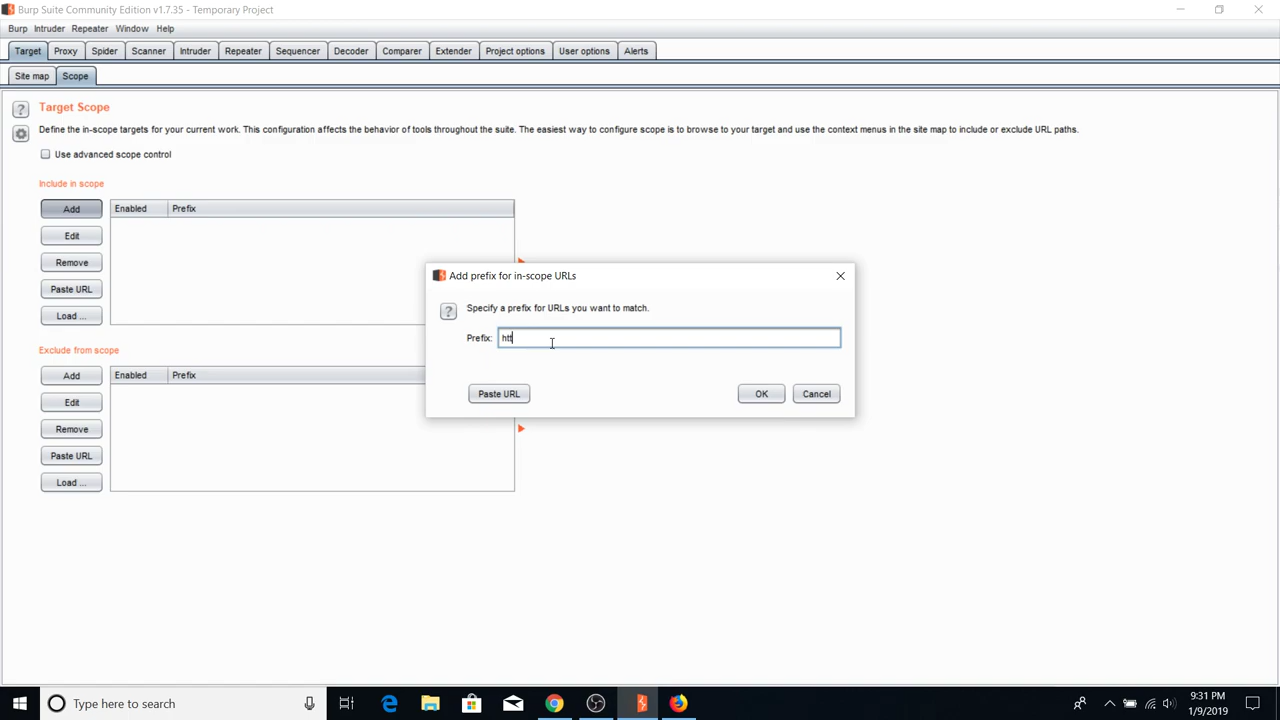 Burp Suite Community Edition v1.7.35 - Temporary Project
Burp Intruder Repeater Window Help
Target Proxy Spider Scanner Intruder Repeater Sequencer Decoder Comparer Extender Project options User options Alerts
Site map Scope
? Target Scope
Define the in-scope targets for your current work. This configuration affects the behavior of tools throughout the suite. The easiest way to configure scope is to browse to your target and use the context menus in the site map to include or exclude URL paths.
Use advanced scope control
Include in scope
Add Enabled Prefix
Edit
Remove
Paste URL
Load ...
Add prefix for in-scope URLs
? Specify a prefix for URLs you want to match.
Prefix: htt
Paste URL OK Cancel
Exclude from scope
Add Enabled Prefix
Edit
Remove
Paste URL
Load ...
Type here to search
9:31 PM
1/9/2019